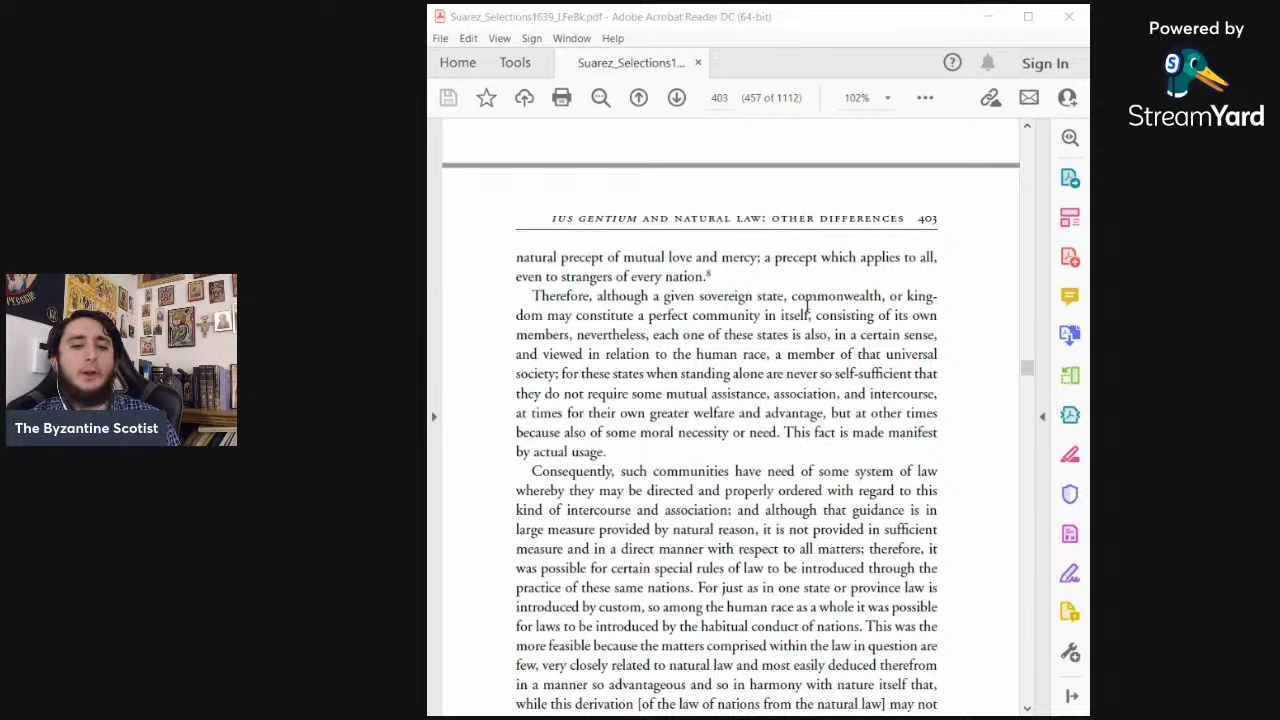 Suarez_Selections1639_LFeBk.pdf - Adobe Acrobat Reader DC (64-bit)
File Edit View Sign Window Help
Home Tools Suarez_Selections1... × Sign In
403 (457 of 1112) 102%
Powered by
S
StreamYard
IUS GENTIUM AND NATURAL LAW: OTHER DIFFERENCES 403
natural precept of mutual love and mercy; a precept which applies to all,
even to strangers of every nation.8
Therefore, although a given sovereign state, commonwealth, or king-
dom may constitute a perfect community in itself, consisting of its own
members, nevertheless, each one of these states is also, in a certain sense,
and viewed in relation to the human race, a member of that universal
society; for these states when standing alone are never so self-sufficient that
they do not require some mutual assistance, association, and intercourse,
at times for their own greater welfare and advantage, but at other times
because also of some moral necessity or need. This fact is made manifest
by actual usage.
Consequently, such communities have need of some system of law
whereby they may be directed and properly ordered with regard to this
kind of intercourse and association; and although that guidance is in
large measure provided by natural reason, it is not provided in sufficient
measure and in a direct manner with respect to all matters; therefore, it
was possible for certain special rules of law to be introduced through the
practice of these same nations. For just as in one state or province law is
introduced by custom, so among the human race as a whole it was possible
for laws to be introduced by the habitual conduct of nations. This was the
more feasible because the matters comprised within the law in question are
few, very closely related to natural law and most easily deduced therefrom
in a manner so advantageous and so in harmony with nature itself that,
while this derivation [of the law of nations from the natural law] may not
The Byzantine Scotist